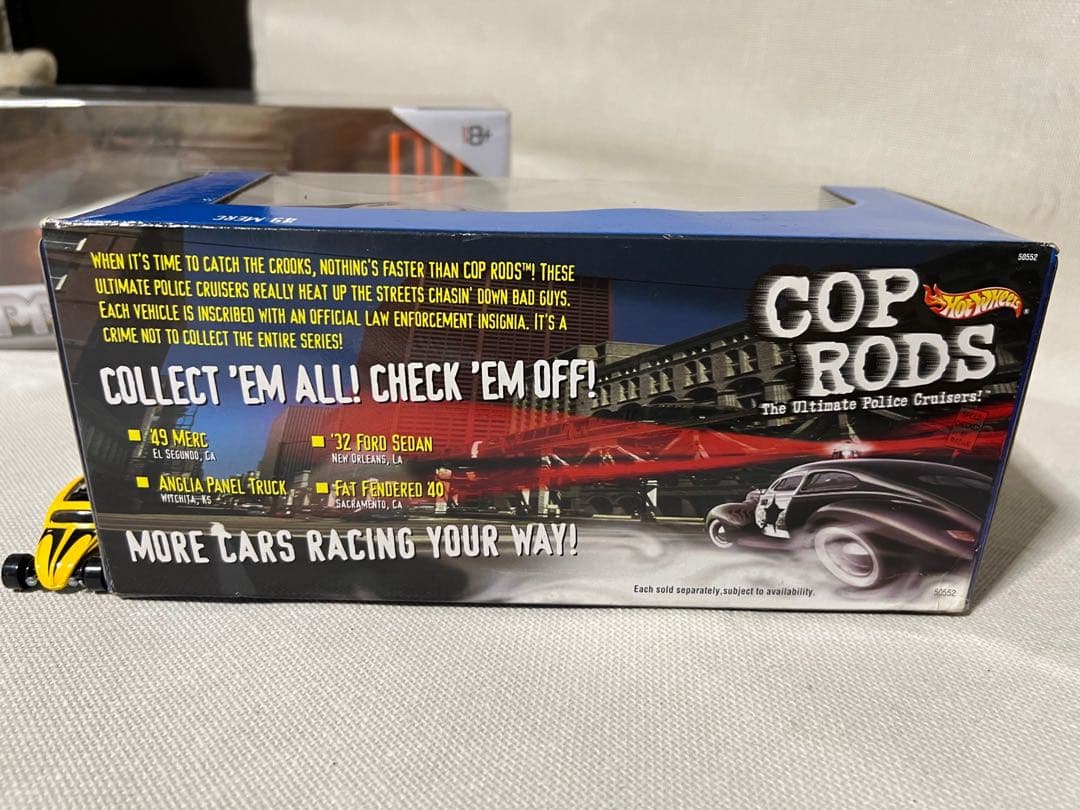 18+
'49 MERC
50552
WHEN IT'S TIME TO CATCH THE CROOKS, NOTHING'S FASTER THAN COP RODS™! THESE
ULTIMATE POLICE CRUISERS REALLY HEAT UP THE STREETS CHASIN' DOWN BAD GUYS.
EACH VEHICLE IS INSCRIBED WITH AN OFFICIAL LAW ENFORCEMENT INSIGNIA. IT'S A
CRIME NOT TO COLLECT THE ENTIRE SERIES!
COP
Hot Wheels®
RODS
The Ultimate Police Cruisers!™
COLLECT 'EM ALL! CHECK 'EM OFF!
'49 MERC
EL SEGUNDO, CA
'32 FORD SEDAN
NEW ORLEANS, LA
ANGLIA PANEL TRUCK
WITCHITA, KS
FAT FENDERED 40
SACRAMENTO, CA
MORE CARS RACING YOUR WAY!
Each sold separately, subject to availability.
50552